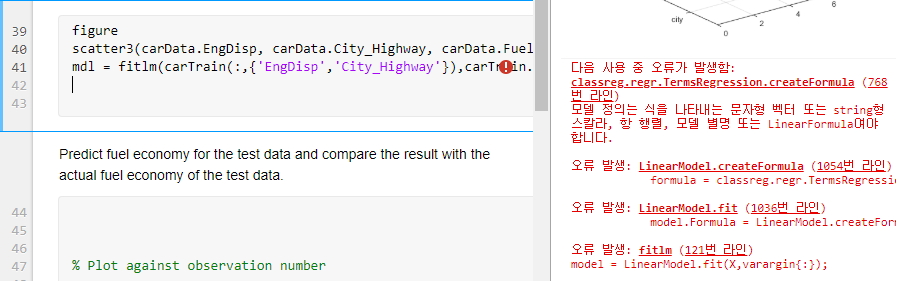 39 figure
40 scatter3(carData.EngDisp, carData.City_Highway, carData.Fuel
41 mdl = fitlm(carTrain(:,{'EngDisp','City_Highway'}),carTrain.
42
43
Predict fuel economy for the test data and compare the result with the
actual fuel economy of the test data.
44
45
46
47 % Plot against observation number
city
0
2
4
6
다음 사용 중 오류가 발생함:
classreg.regr.TermsRegression.createFormula (768
번 라인)
모델 정의는 식을 나타내는 문자형 벡터 또는 string형
스칼라, 항 행렬, 모델 별명 또는 LinearFormula여야
합니다.
오류 발생: LinearModel.createFormula (1054번 라인)
formula = classreg.regr.TermsRegressi
오류 발생: LinearModel.fit (1036번 라인)
model.Formula = LinearModel.createFor
오류 발생: fitlm (121번 라인)
model = LinearModel.fit(X,varargin{:});